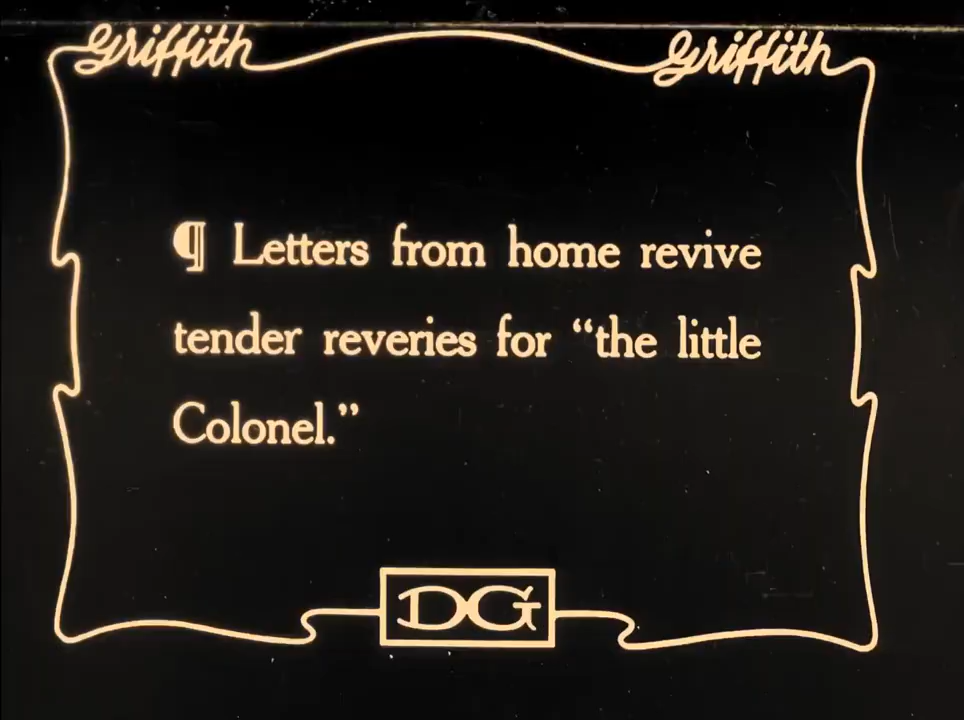 Griffith Griffith
¶ Letters from home revive
tender reveries for “the little
Colonel.”
DG